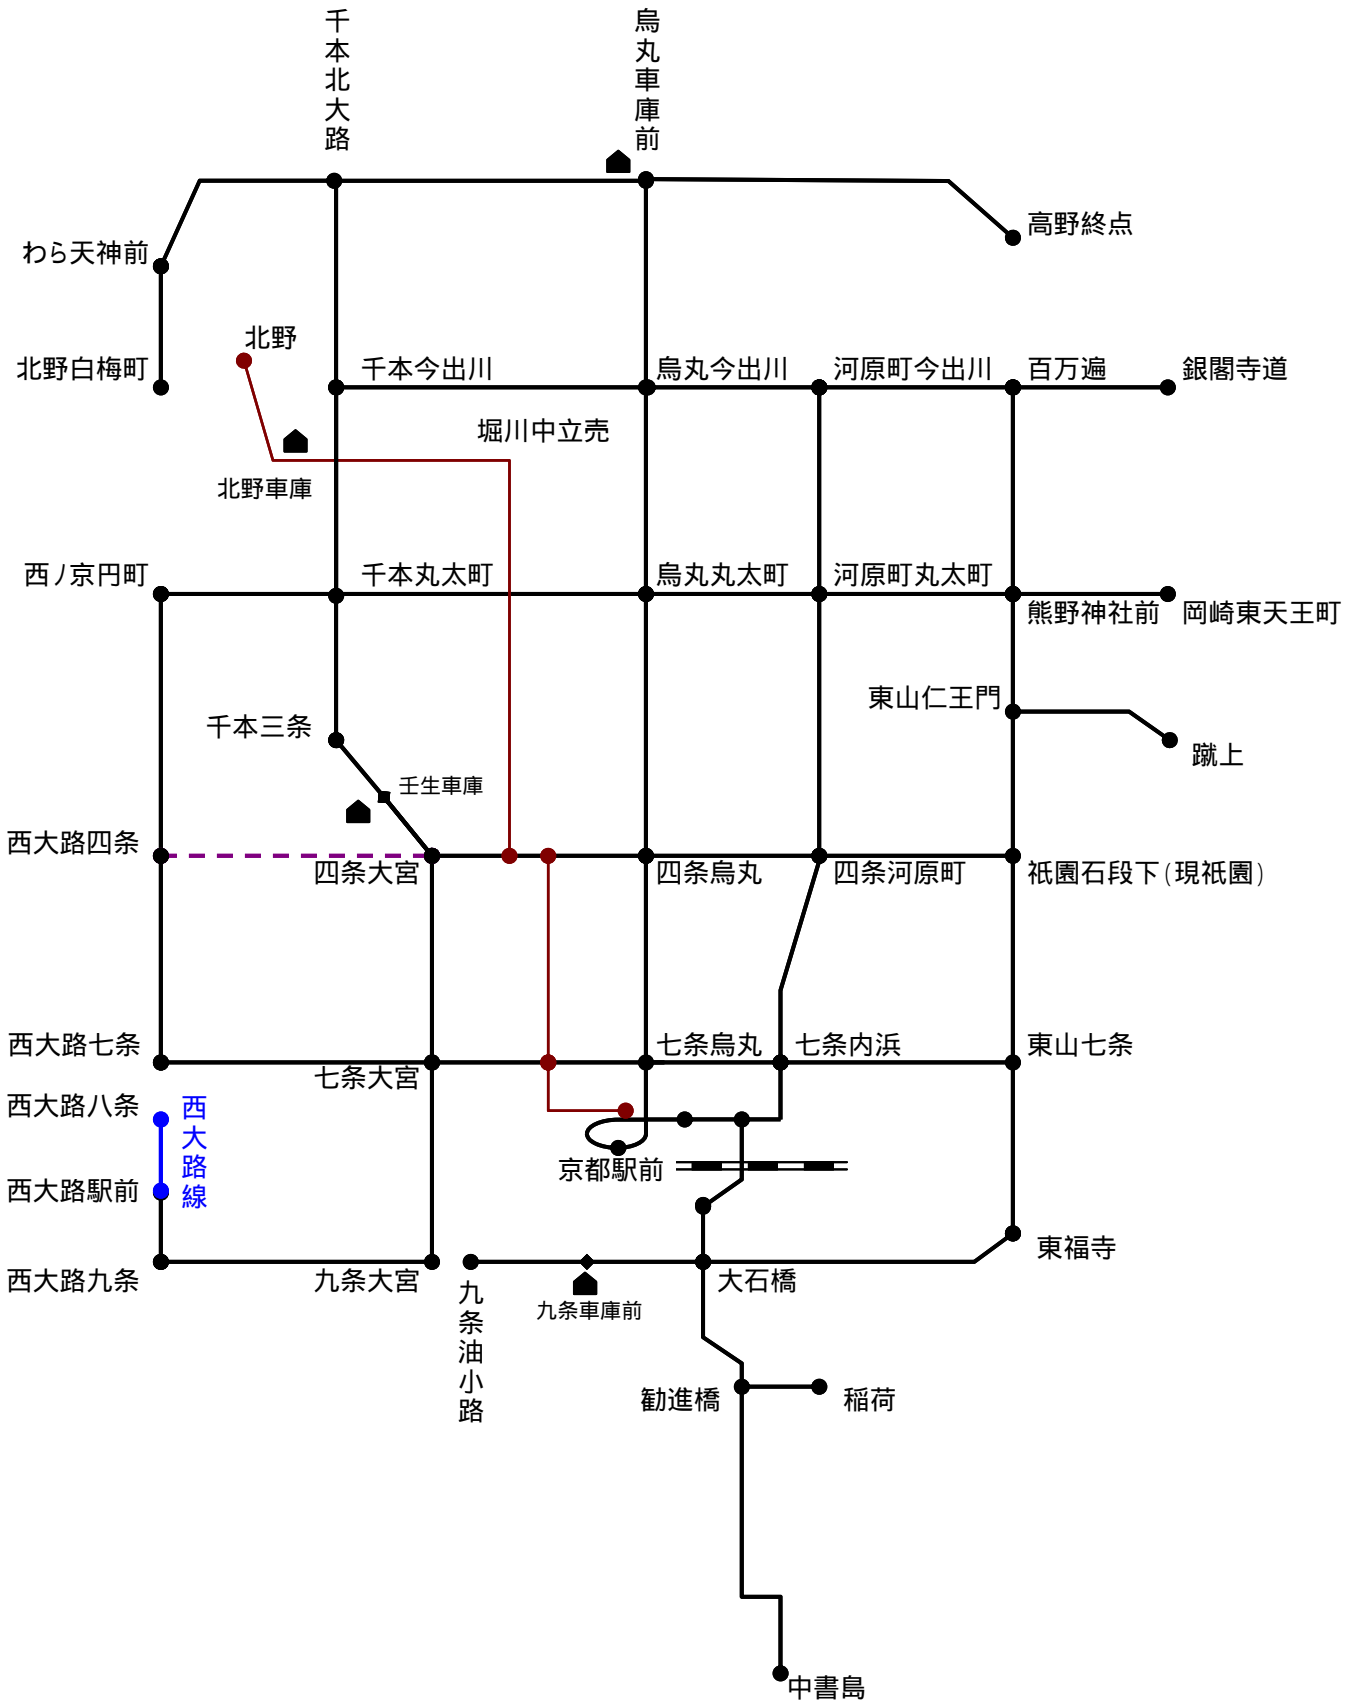 千本北大路
烏丸車庫前
高野終点
わら天神前
北野
北野白梅町
千本今出川
烏丸今出川
河原町今出川
百万遍
銀閣寺道
堀川中立売
北野車庫
西ノ京円町
千本丸太町
烏丸丸太町
河原町丸太町
熊野神社前
岡崎東天王町
東山仁王門
千本三条
蹴上
壬生車庫
西大路四条
四条大宮
四条烏丸
四条河原町
祇園石段下(現祇園)
西大路七条
七条大宮
七条烏丸
七条内浜
東山七条
西大路八条
西大路線
京都駅前
西大路駅前
東福寺
西大路九条
九条大宮
九条油小路
九条車庫前
大石橋
勧進橋
稲荷
中書島